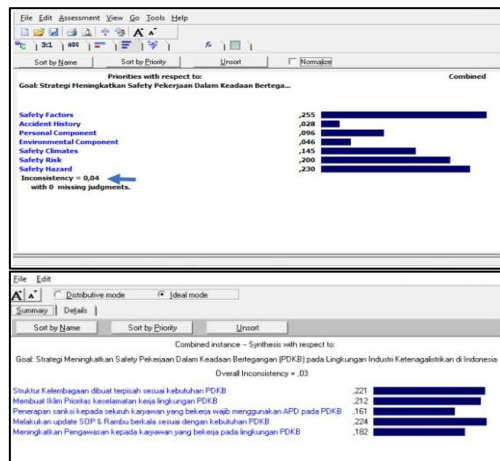 File Edit Assessment View Go Tools Help
3:1 ABC
Sort by Name Sort by Priority Unsort Normalize
Priorities with respect to: Combined
Goal: Strategi Meningkatkan Safety Pekerjaan Dalam Keadaan Bertega...
Safety Factors ,255
Accident History ,028
Personal Component ,096
Environmental Component ,046
Safety Climates ,145
Safety Risk ,200
Safety Hazard ,230
Inconsistency = 0,04
with 0 missing judgments.
File Edit
A A Distributive mode Ideal mode
Summary Details
Sort by Name Sort by Priority Unsort
Combined instance -- Synthesis with respect to:
Goal: Strategi Meningkatkan Safety Pekerjaan Dalam Keadaan Bertegangan (PDKB) pada Lingkungan Industri Ketenagalistrikan di Indonesia
Overall Inconsistency = ,03
Struktur Kelembagaan dibuat terpisah sesuai kebutuhan PDKB ,221
Membuat Iklim Prioritas keselamatan kerja lingkungan PDKB ,212
Penerapan sanksi kepada seluruh karyawan yang bekerja wajib menggunakan APD pada PDKB ,161
Melakukan update SOP & Rambu berkala sesuai dengan kebutuhan PDKB ,224
Meningkatkan Pengawasan kepada karyawan yang bekerja pada lingkungan PDKB ,182